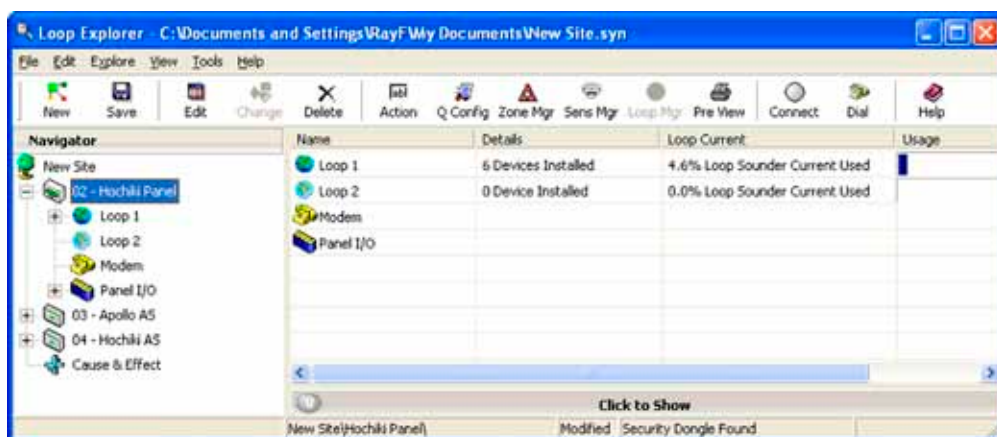 Loop Explorer - C:\Documents and Settings\RayF\My Documents\New Site.syn
File Edit Explore View Tools Help
New Save Edit Change Delete Action Q Config Zone Mgr Sens Mgr Loop Mgr Pre View Connect Dial Help
Navigator
New Site
02 - Hochiki Panel
Loop 1
Loop 2
Modem
Panel I/O
03 - Apollo AS
04 - Hochiki AS
Cause & Effect
Name Details Loop Current Usage
Loop 1 6 Devices Installed 4.6% Loop Sounder Current Used
Loop 2 0 Device Installed 0.0% Loop Sounder Current Used
Modem
Panel I/O
Click to Show
New Site\Hochiki Panel\ Modified Security Dongle Found